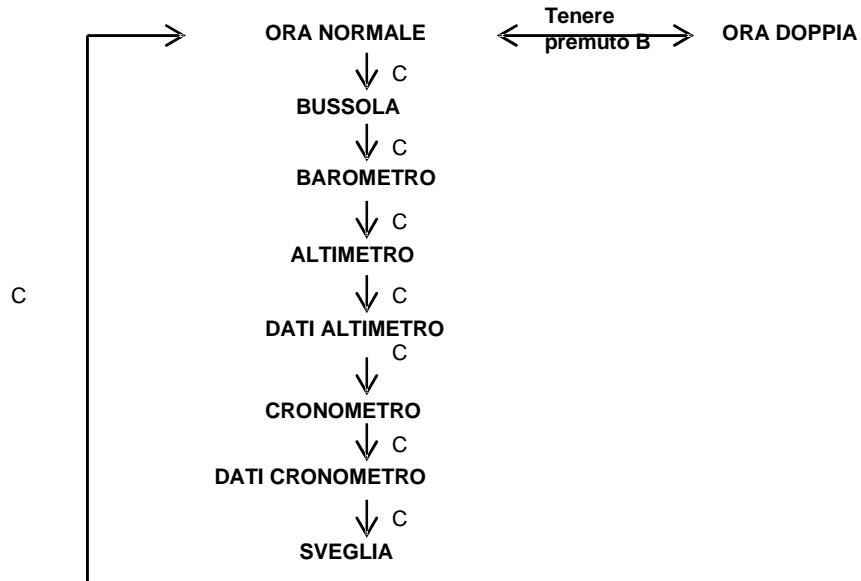 Tenere
ORA NORMALE
premuto B
ORA DOPPIA
C
BUSSOLA
C
BAROMETRO
C
ALTIMETRO
C
C
DATI ALTIMETRO
C
CRONOMETRO
C
DATI CRONOMETRO
C
SVEGLIA